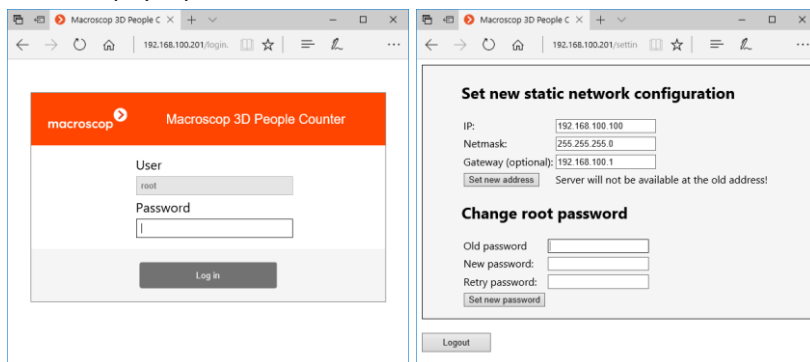 Macroscop 3D People C
192.168.100.201/login.
macroscop
Macroscop 3D People Counter
User
root
Password
Log in
Macroscop 3D People C
192.168.100.201/settin
Set new static network configuration
IP: 192.168.100.100
Netmask: 255.255.255.0
Gateway (optional): 192.168.100.1
Set new address Server will not be available at the old address!
Change root password
Old password
New password:
Retry password:
Set new password
Logout